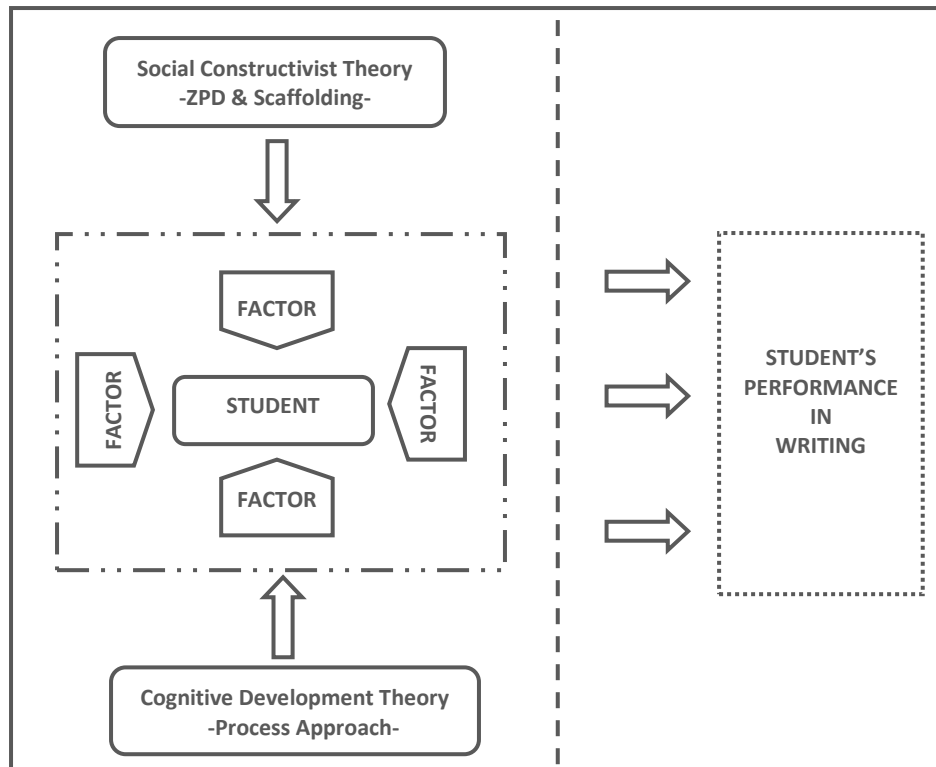 Social Constructivist Theory
-ZPD & Scaffolding-
FACTOR
FACTOR
STUDENT
FACTOR
FACTOR
STUDENT’S
PERFORMANCE
IN
WRITING
Cognitive Development Theory
-Process Approach-